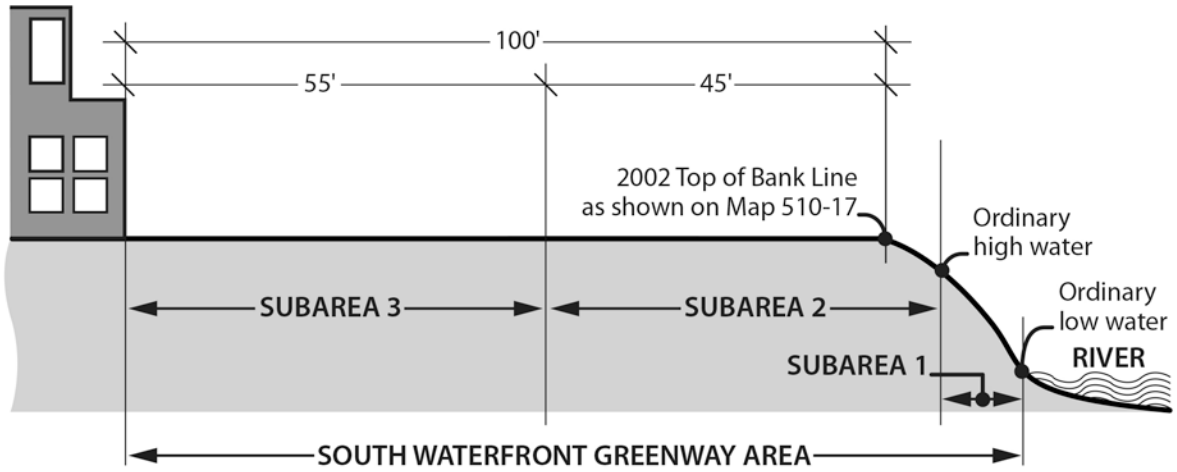 100'
55'
45'
2002 Top of Bank Line
as shown on Map 510-17
Ordinary
high water
Ordinary
low water
RIVER
SUBAREA 3
SUBAREA 2
SUBAREA 1
SOUTH WATERFRONT GREENWAY AREA